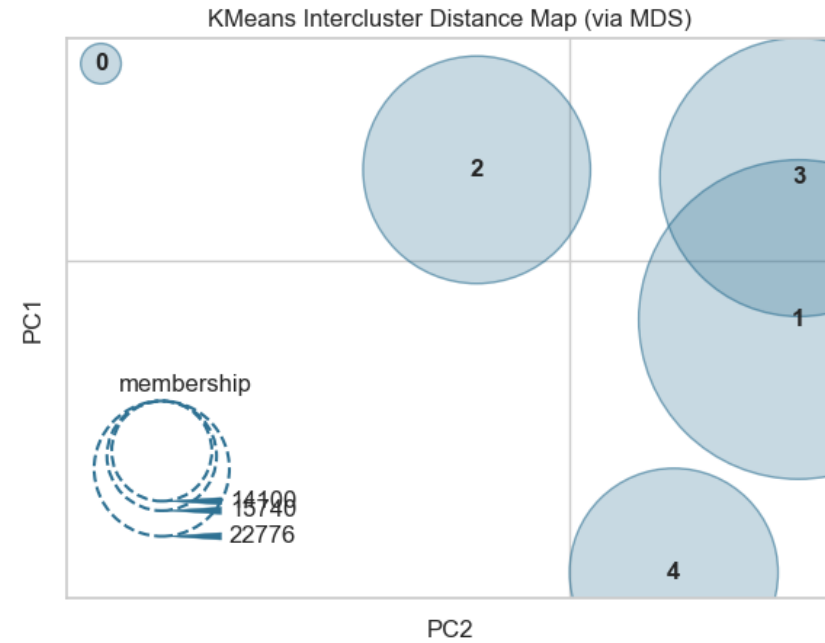 KMeans Intercluster Distance Map (via MDS)
0
2
3
1
PC1
membership
14100
15740
22776
4
PC2